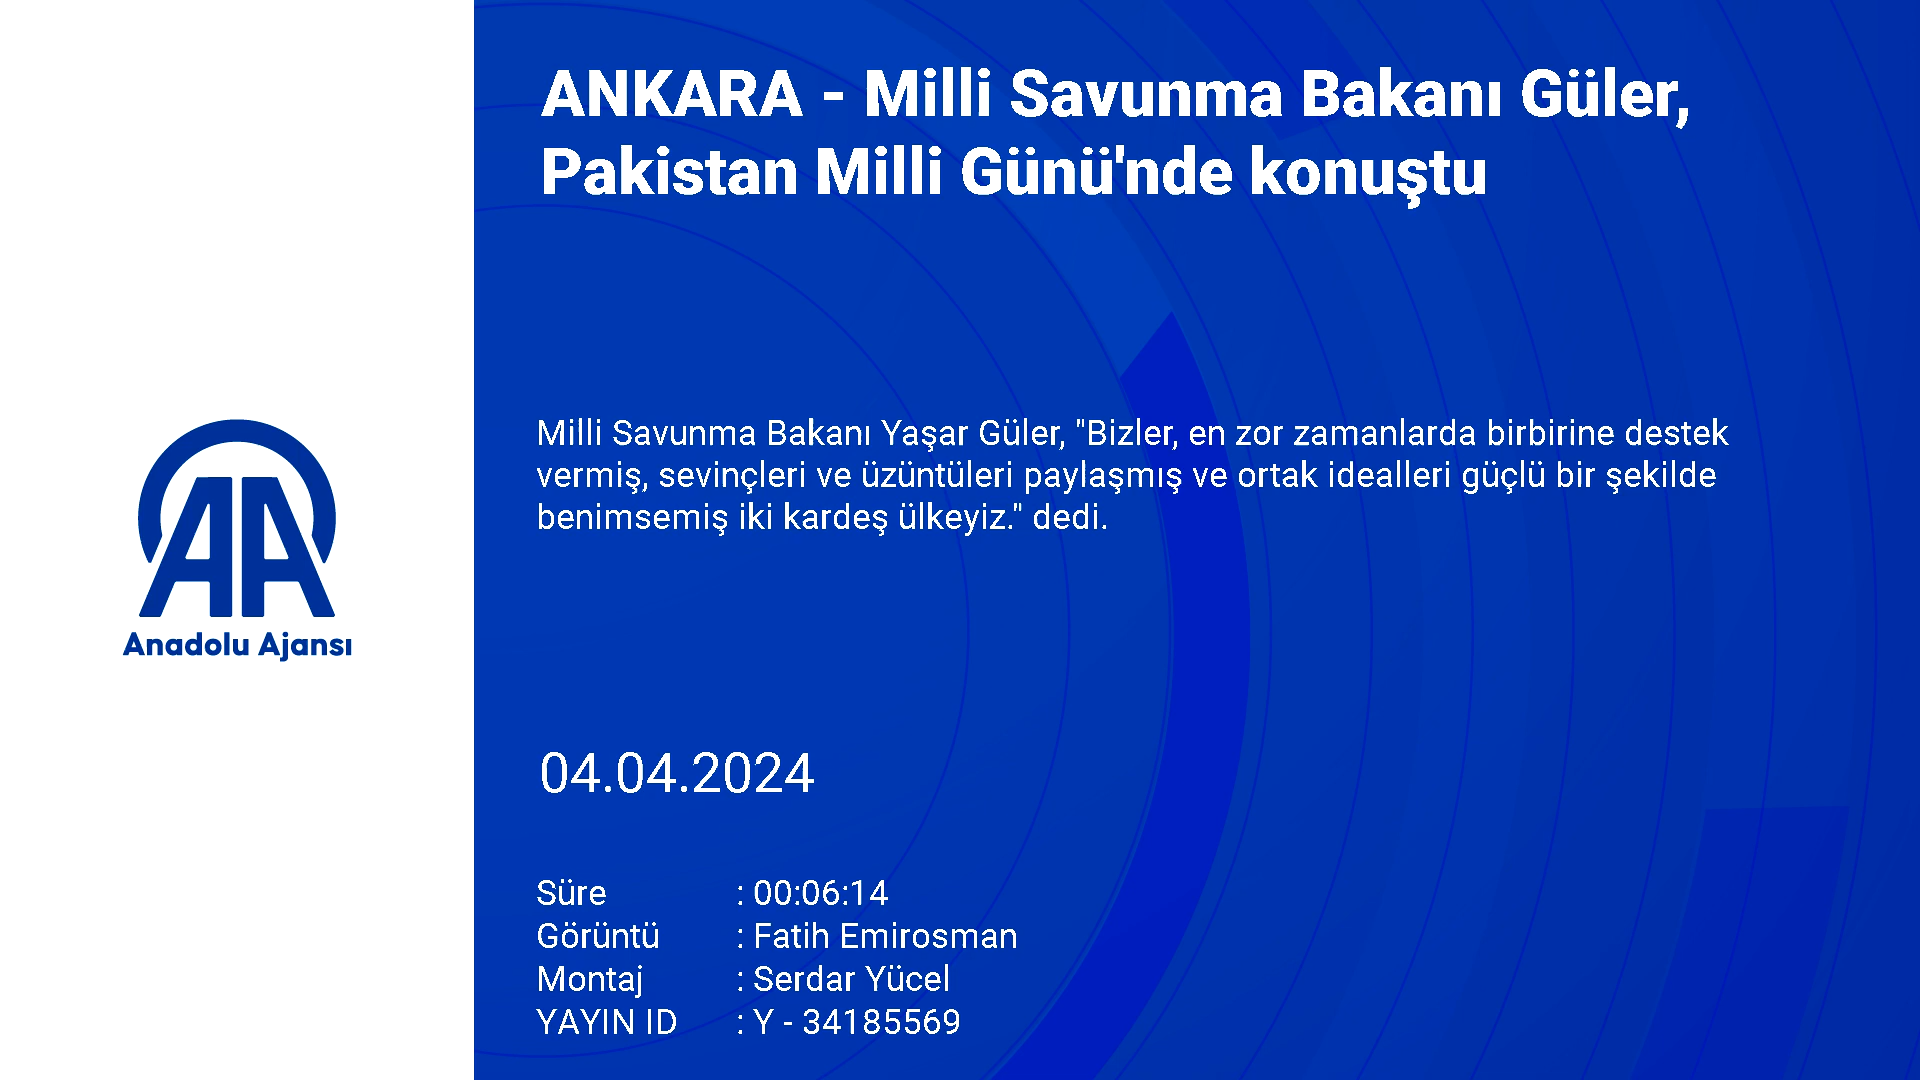 ANKARA - Milli Savunma Bakanı Güler,
Pakistan Milli Günü'nde konuştu
Milli Savunma Bakanı Yaşar Güler, "Bizler, en zor zamanlarda birbirine destek
vermiş, sevinçleri ve üzüntüleri paylaşmış ve ortak idealleri güçlü bir şekilde
benimsemiş iki kardeş ülkeyiz." dedi.
AA
Anadolu Ajansı
04.04.2024
Süre : 00:06:14
Görüntü : Fatih Emirosman
Montaj : Serdar Yücel
YAYIN ID : Y - 34185569